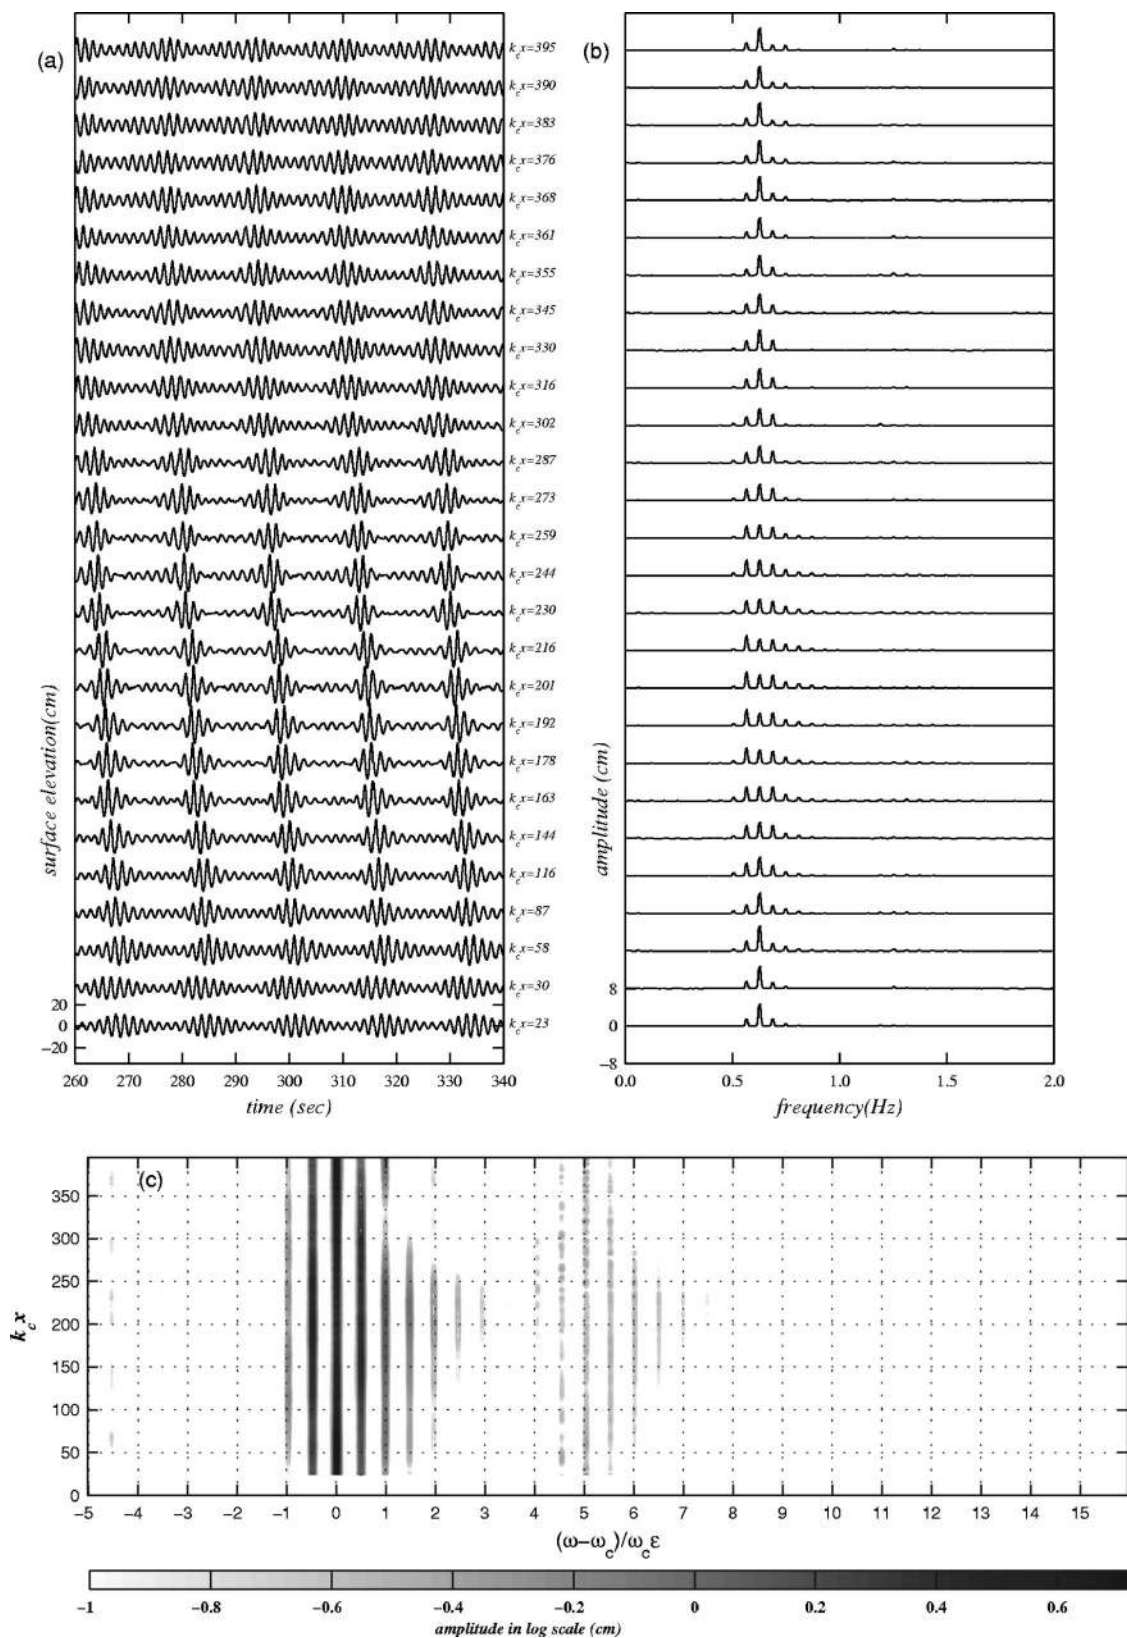 (a)
(b)
k_c x=395
k_c x=390
k_c x=383
k_c x=376
k_c x=368
k_c x=361
k_c x=355
k_c x=345
k_c x=330
k_c x=316
k_c x=302
k_c x=287
k_c x=273
k_c x=259
k_c x=244
k_c x=230
k_c x=216
k_c x=201
k_c x=192
k_c x=178
k_c x=163
k_c x=144
k_c x=116
k_c x=87
k_c x=58
k_c x=30
k_c x=23
surface elevation(cm)
20
0
−20
260 270 280 290 300 310 320 330 340
time (sec)
amplitude (cm)
8
0
−8
0.0 0.5 1.0 1.5 2.0
frequency(Hz)
(c)
k_c x
350
300
250
200
150
100
50
0
−5 −4 −3 −2 −1 0 1 2 3 4 5 6 7 8 9 10 11 12 13 14 15
(ω−ω_c)/ω_c ε
−1 −0.8 −0.6 −0.4 −0.2 0 0.2 0.4 0.6
amplitude in log scale (cm)